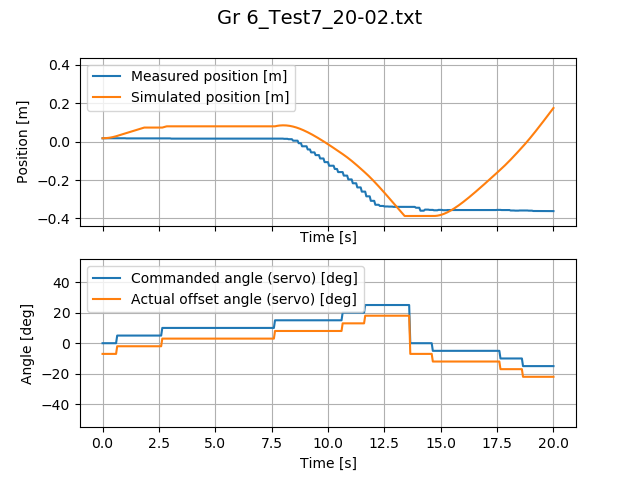 Gr 6_Test7_20-02.txt
Position [m]
0.4
0.2
0.0
−0.2
−0.4
Measured position [m]
Simulated position [m]
Time [s]
Angle [deg]
40
20
0
−20
−40
Commanded angle (servo) [deg]
Actual offset angle (servo) [deg]
0.0 2.5 5.0 7.5 10.0 12.5 15.0 17.5 20.0
Time [s]